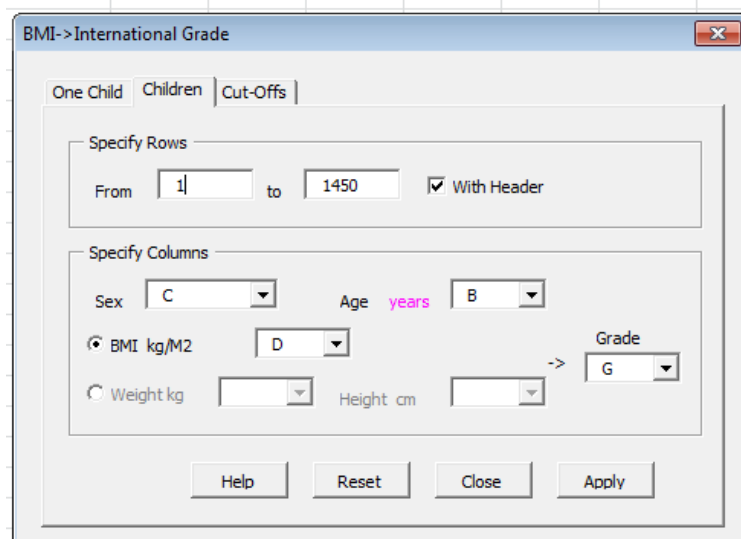 BMI->International Grade
One Child Children Cut-Offs
Specify Rows
From 1 to 1450 With Header
Specify Columns
Sex C Age years B
BMI kg/M2 D
Grade
-> G
Weight kg Height cm
Help Reset Close Apply